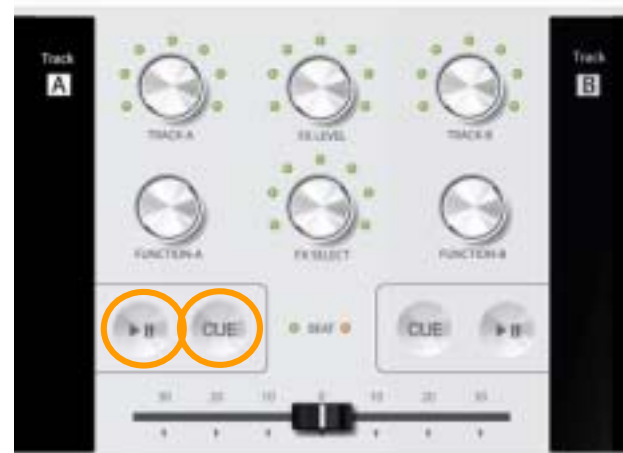 Track
A
Track
B
TRACK-A
FX LEVEL
TRACK-B
FUNCTION-A
FX SELECT
FUNCTION-B
CUE
BEAT
CUE
30 20 10 0 10 20 30